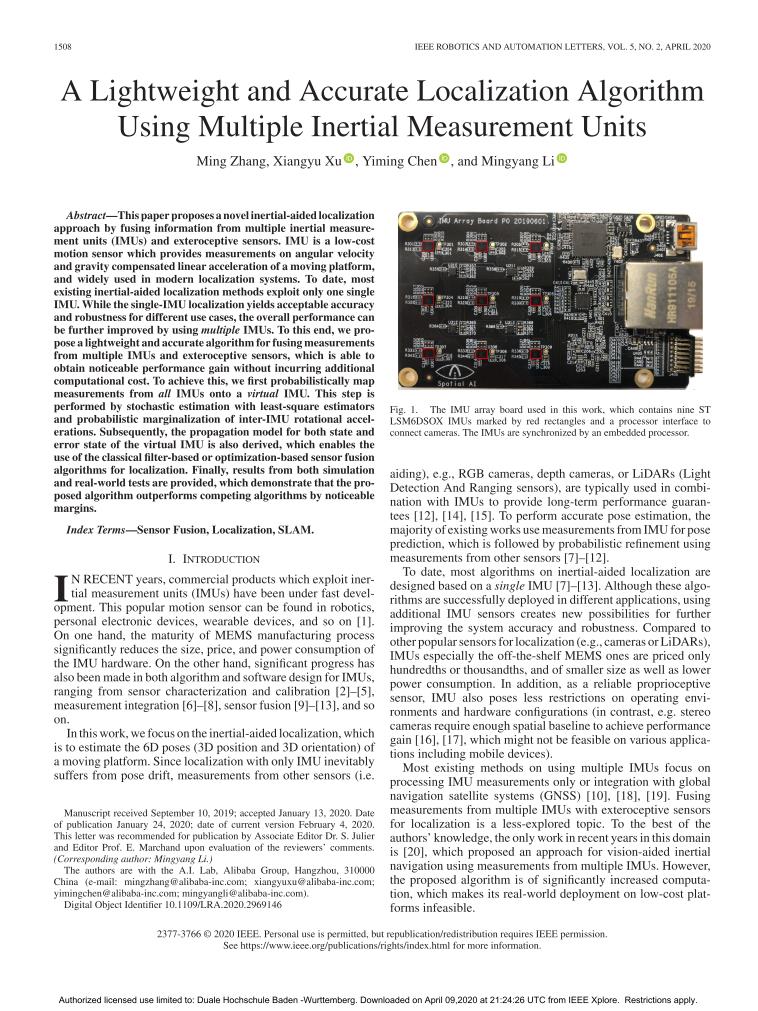 1508
IEEE ROBOTICS AND AUTOMATION LETTERS, VOL. 5, NO. 2, APRIL 2020
A Lightweight and Accurate Localization Algorithm
Using Multiple Inertial Measurement Units
Ming Zhang, Xiangyu Xu, Yiming Chen, and Mingyang Li
Abstract—This paper proposes a novel inertial-aided localization
approach by fusing information from multiple inertial measure-
ment units (IMUs) and exteroceptive sensors. IMU is a low-cost
motion sensor which provides measurements on angular velocity
and gravity compensated linear acceleration of a moving platform,
and widely used in modern localization systems. To date, most
existing inertial-aided localization methods exploit only one single
IMU. While the single-IMU localization yields acceptable accuracy
and robustness for different use cases, the overall performance can
be further improved by using multiple IMUs. To this end, we pro-
pose a lightweight and accurate algorithm for fusing measurements
from multiple IMUs and exteroceptive sensors, which is able to
obtain noticeable performance gain without incurring additional
computational cost. To achieve this, we first probabilistically map
measurements from all IMUs onto a virtual IMU. This step is
performed by stochastic estimation with least-square estimators
and probabilistic marginalization of inter-IMU rotational accel-
erations. Subsequently, the propagation model for both state and
error state of the virtual IMU is also derived, which enables the
use of the classical filter-based or optimization-based sensor fusion
algorithms for localization. Finally, results from both simulation
and real-world tests are provided, which demonstrate that the pro-
posed algorithm outperforms competing algorithms by noticeable
margins.
Index Terms—Sensor Fusion, Localization, SLAM.
I. INTRODUCTION
IN RECENT years, commercial products which exploit iner-
tial measurement units (IMUs) have been under fast devel-
opment. This popular motion sensor can be found in robotics,
personal electronic devices, wearable devices, and so on [1].
On one hand, the maturity of MEMS manufacturing process
significantly reduces the size, price, and power consumption of
the IMU hardware. On the other hand, significant progress has
also been made in both algorithm and software design for IMUs,
ranging from sensor characterization and calibration [2]–[5],
measurement integration [6]–[8], sensor fusion [9]–[13], and so
on.
In this work, we focus on the inertial-aided localization, which
is to estimate the 6D poses (3D position and 3D orientation) of
a moving platform. Since localization with only IMU inevitably
suffers from pose drift, measurements from other sensors (i.e.
Manuscript received September 10, 2019; accepted January 13, 2020. Date
of publication January 24, 2020; date of current version February 4, 2020.
This letter was recommended for publication by Associate Editor Dr. S. Julier
and Editor Prof. E. Marchand upon evaluation of the reviewers' comments.
(Corresponding author: Mingyang Li.)
The authors are with the A.I. Lab, Alibaba Group, Hangzhou, 310000
China (e-mail: mingzhang@alibaba-inc.com; xiangyuxu@alibaba-inc.com;
yimingchen@alibaba-inc.com; mingyangli@alibaba-inc.com).
Digital Object Identifier 10.1109/LRA.2020.2969146
IMU Array Board P0 20190601
HanRun
HR911105A
19/15
Spatial AI
Fig. 1. The IMU array board used in this work, which contains nine ST
LSM6DSOX IMUs marked by red rectangles and a processor interface to
connect cameras. The IMUs are synchronized by an embedded processor.
aiding), e.g., RGB cameras, depth cameras, or LiDARs (Light
Detection And Ranging sensors), are typically used in combi-
nation with IMUs to provide long-term performance guaran-
tees [12], [14], [15]. To perform accurate pose estimation, the
majority of existing works use measurements from IMU for pose
prediction, which is followed by probabilistic refinement using
measurements from other sensors [7]–[12].
To date, most algorithms on inertial-aided localization are
designed based on a single IMU [7]–[13]. Although these algo-
rithms are successfully deployed in different applications, using
additional IMU sensors creates new possibilities for further
improving the system accuracy and robustness. Compared to
other popular sensors for localization (e.g., cameras or LiDARs),
IMUs especially the off-the-shelf MEMS ones are priced only
hundredths or thousandths, and of smaller size as well as lower
power consumption. In addition, as a reliable proprioceptive
sensor, IMU also poses less restrictions on operating envi-
ronments and hardware configurations (in contrast, e.g. stereo
cameras require enough spatial baseline to achieve performance
gain [16], [17], which might not be feasible on various applica-
tions including mobile devices).
Most existing methods on using multiple IMUs focus on
processing IMU measurements only or integration with global
navigation satellite systems (GNSS) [10], [18], [19]. Fusing
measurements from multiple IMUs with exteroceptive sensors
for localization is a less-explored topic. To the best of the
authors' knowledge, the only work in recent years in this domain
is [20], which proposed an approach for vision-aided inertial
navigation using measurements from multiple IMUs. However,
the proposed algorithm is of significantly increased computa-
tion, which makes its real-world deployment on low-cost plat-
forms infeasible.
2377-3766 © 2020 IEEE. Personal use is permitted, but republication/redistribution requires IEEE permission.
See https://www.ieee.org/publications/rights/index.html for more information.
Authorized licensed use limited to: Duale Hochschule Baden -Wurttemberg. Downloaded on April 09,2020 at 21:24:26 UTC from IEEE Xplore. Restrictions apply.